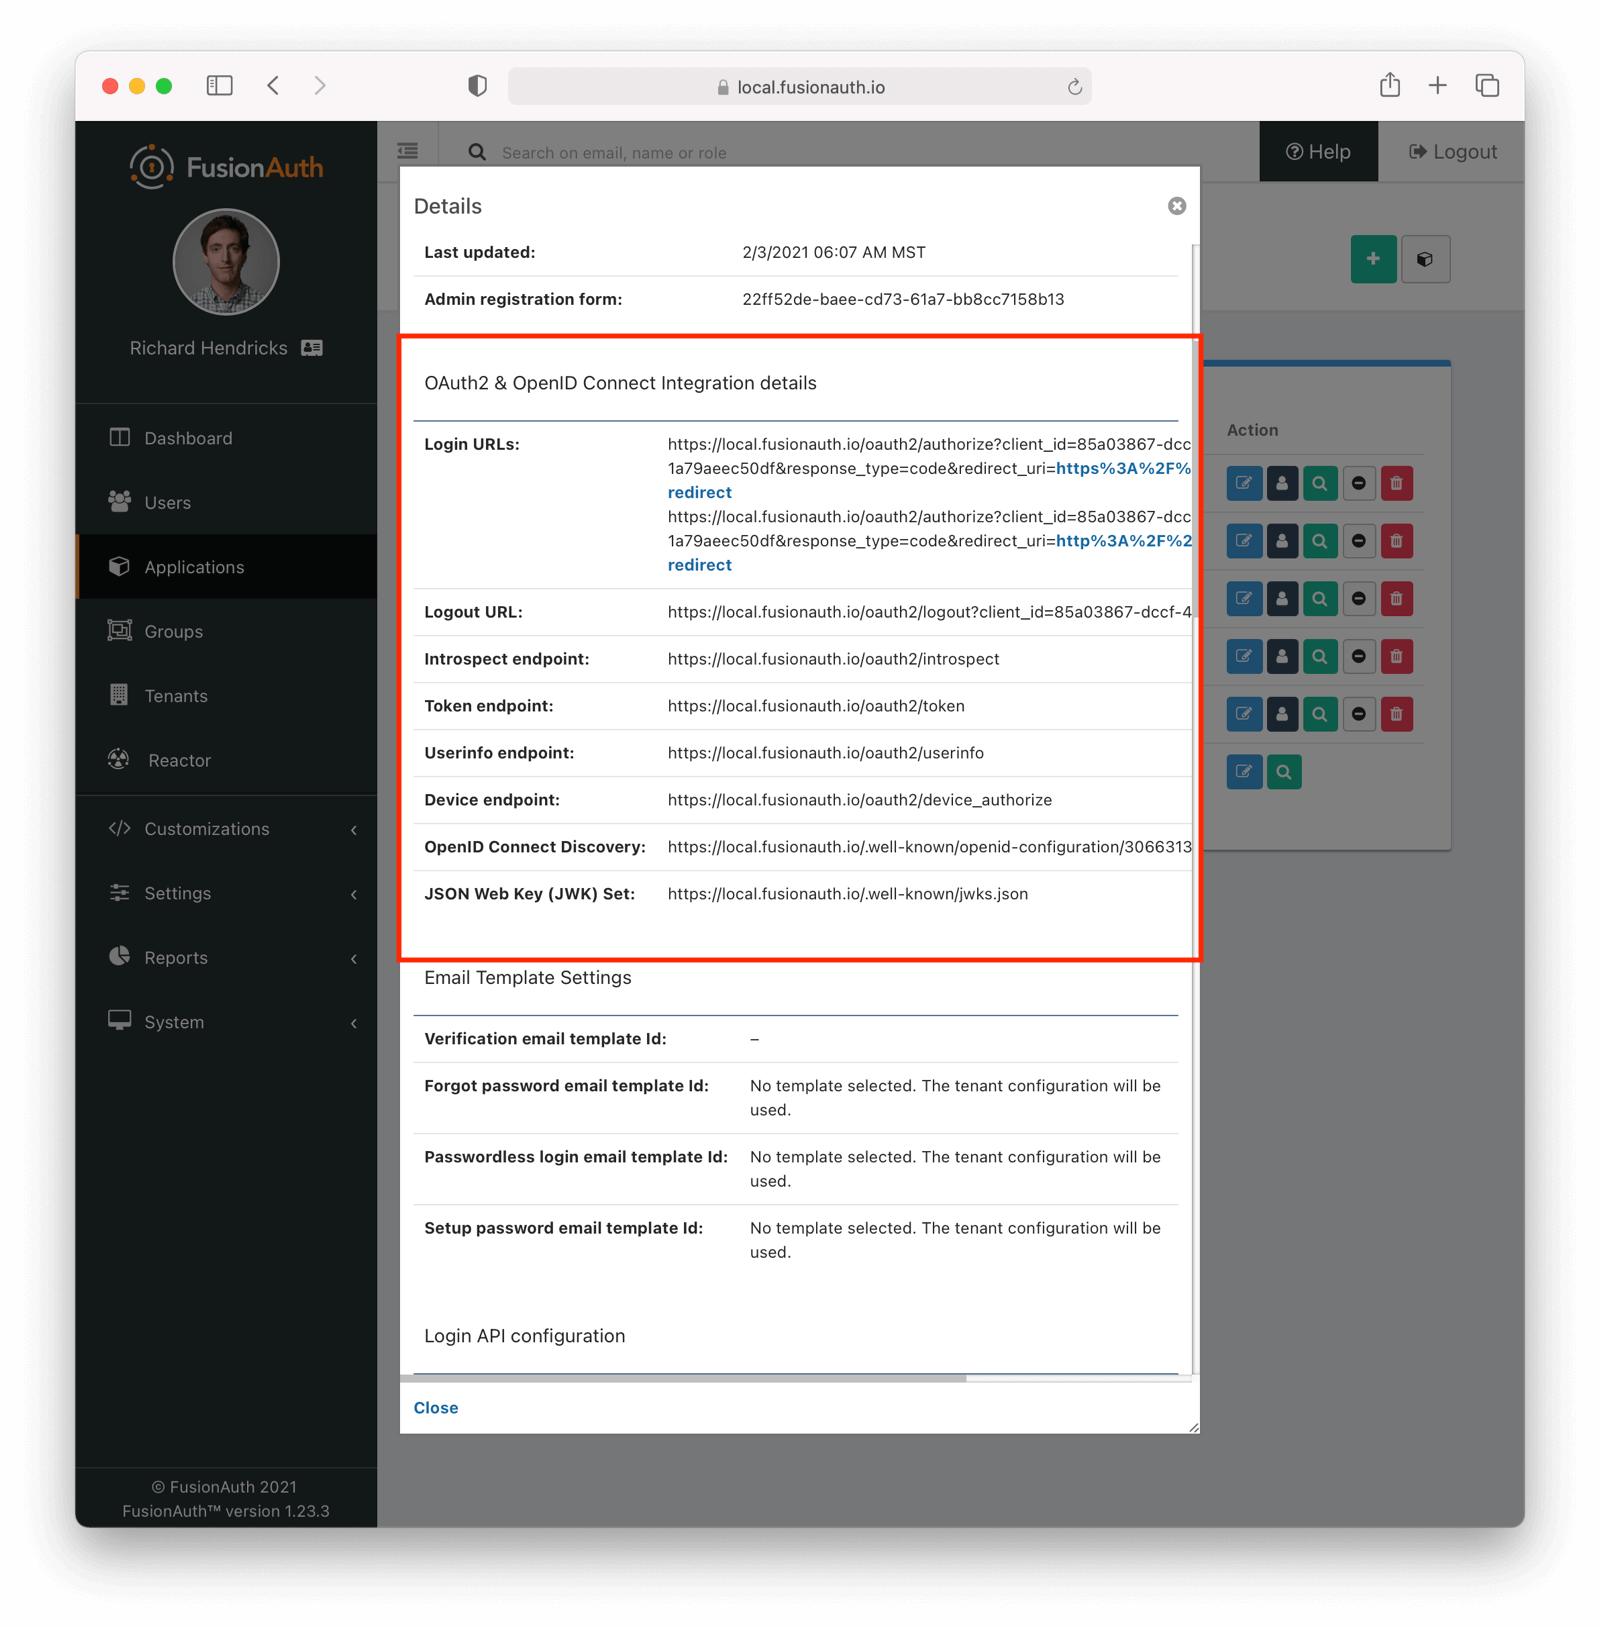 local.fusionauth.io
FusionAuth
Search on email, name or role
Help
Logout
Richard Hendricks
Dashboard
Users
Applications
Groups
Tenants
Reactor
Customizations
Settings
Reports
System
© FusionAuth 2021
FusionAuth™ version 1.23.3
Details
Last updated: 2/3/2021 06:07 AM MST
Admin registration form: 22ff52de-baee-cd73-61a7-bb8cc7158b13
OAuth2 & OpenID Connect Integration details
Login URLs: https://local.fusionauth.io/oauth2/authorize?client_id=85a03867-dcc
1a79aeec50df&response_type=code&redirect_uri=https%3A%2F%
redirect
https://local.fusionauth.io/oauth2/authorize?client_id=85a03867-dcc
1a79aeec50df&response_type=code&redirect_uri=http%3A%2F%2
redirect
Logout URL: https://local.fusionauth.io/oauth2/logout?client_id=85a03867-dccf-4
Introspect endpoint: https://local.fusionauth.io/oauth2/introspect
Token endpoint: https://local.fusionauth.io/oauth2/token
Userinfo endpoint: https://local.fusionauth.io/oauth2/userinfo
Device endpoint: https://local.fusionauth.io/oauth2/device_authorize
OpenID Connect Discovery: https://local.fusionauth.io/.well-known/openid-configuration/3066313
JSON Web Key (JWK) Set: https://local.fusionauth.io/.well-known/jwks.json
Email Template Settings
Verification email template Id: –
Forgot password email template Id: No template selected. The tenant configuration will be
used.
Passwordless login email template Id: No template selected. The tenant configuration will be
used.
Setup password email template Id: No template selected. The tenant configuration will be
used.
Login API configuration
Close
Action